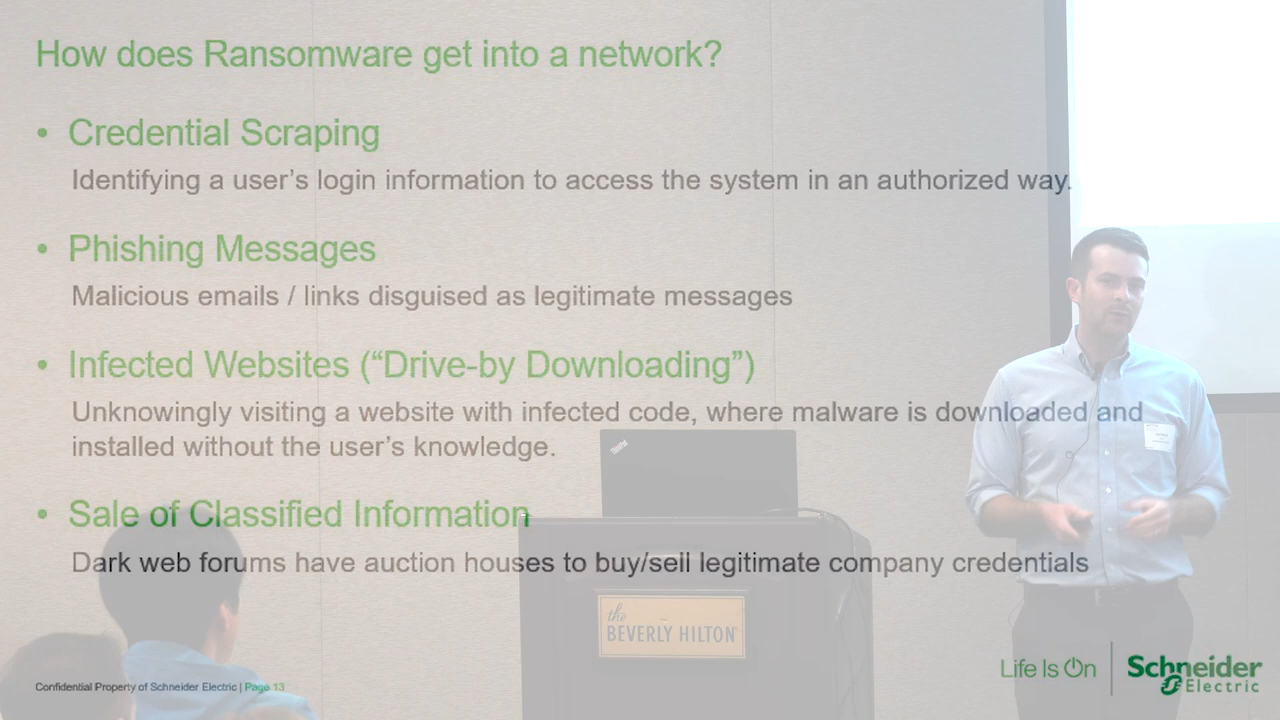 How does Ransomware get into a network?
• Credential Scraping
Identifying a user’s login information to access the system in an authorized way.
• Phishing Messages
Malicious emails / links disguised as legitimate messages
• Infected Websites (“Drive-by Downloading”)
Unknowingly visiting a website with infected code, where malware is downloaded and
installed without the user’s knowledge.
ThinkPad
• Sale of Classified Information
Dark web forums have auction houses to buy/sell legitimate company credentials
the
BEVERLY HILTON
Life Is On
Schneider
Electric
Confidential Property of Schneider Electric | Page 13